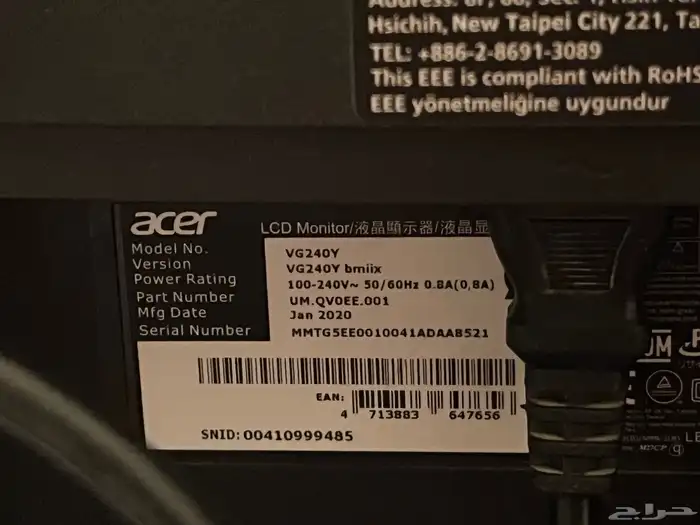 Hsichih, New Taipei City 221, Ta
TEL: +886-2-8691-3089
This EEE is compliant with RoHS
EEE yönetmeliğine uygundur
acer
LCD Monitor/液晶顯示器/液晶显
Model No. VG240Y
Version VG240Y bmiix
Power Rating 100-240V~ 50/60Hz 0.8A(0,8A)
Part Number UM.QV0EE.001
Mfg Date Jan 2020
Serial Number MMTG5EE0010041ADAA8521
EAN:
4 713883 647656
SNID: 00410999485
UM
MDCP
حراج